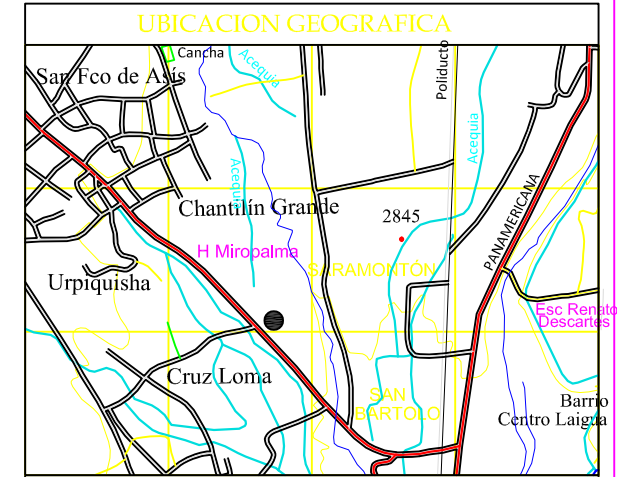 UBICACION GEOGRAFICA
Cancha
San Fco de Asís
Acequia
Poliducto
Acequia
Acequia
Chantilín Grande
2845
PANAMERICANA
H Miropalma
SARAMONTÓN
Urpiquisha
Esc Renato
Descartes
Cruz Loma
SAN
BARTOLO
Barrio
Centro Laigua